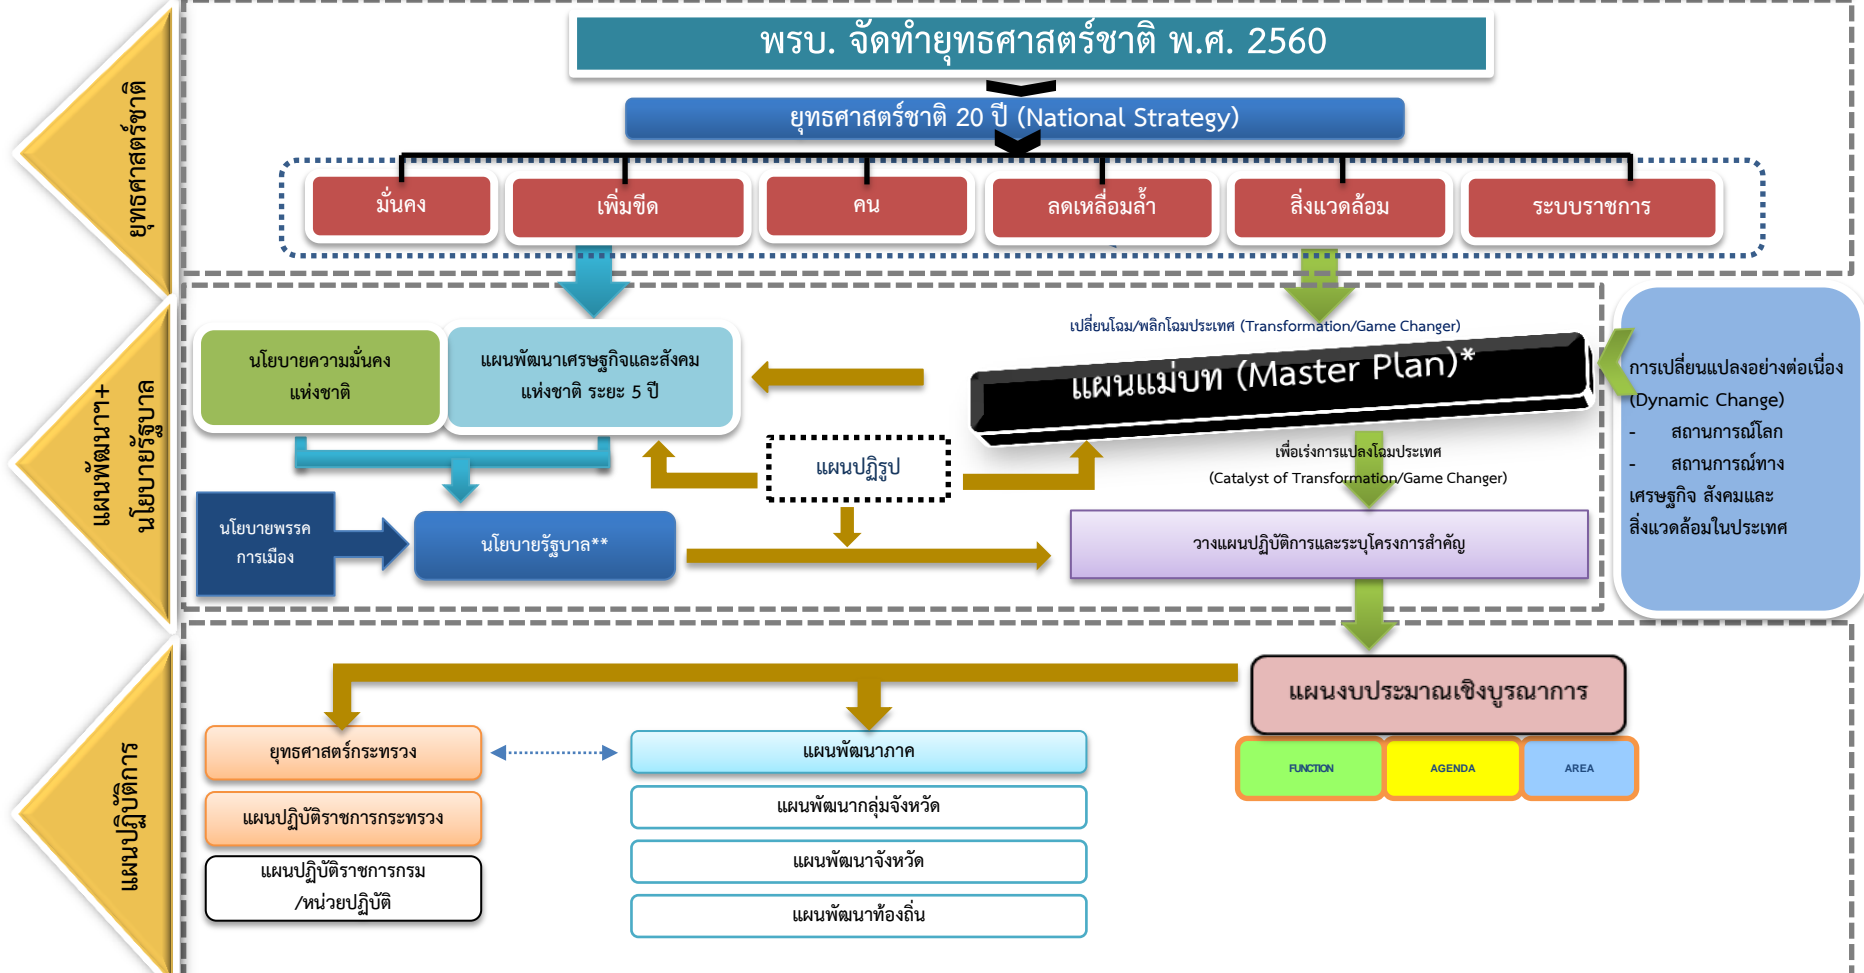 พรบ. จัดทำยุทธศาสตร์ชาติ พ.ศ. 2560
ยุทธศาสตร์ชาติ
ยุทธศาสตร์ชาติ 20 ปี (National Strategy)
มั่นคง
เพิ่มขีด
คน
ลดเหลื่อมล้ำ
สิ่งแวดล้อม
ระบบราชการ
แผนพัฒนาฯ+
นโยบายรัฐบาล
นโยบายความมั่นคง
แห่งชาติ
แผนพัฒนาเศรษฐกิจและสังคม
แห่งชาติ ระยะ 5 ปี
เปลี่ยนโฉม/พลิกโฉมประเทศ (Transformation/Game Changer)
แผนแม่บท (Master Plan)*
การเปลี่ยนแปลงอย่างต่อเนื่อง
(Dynamic Change)
- สถานการณ์โลก
- สถานการณ์ทาง
เศรษฐกิจ สังคมและ
สิ่งแวดล้อมในประเทศ
แผนปฏิรูป
เพื่อเร่งการแปลงโฉมประเทศ
(Catalyst of Transformation/Game Changer)
นโยบายพรรค
การเมือง
นโยบายรัฐบาล**
วางแผนปฏิบัติการและระบุโครงการสำคัญ
แผนปฏิบัติการ
แผนงบประมาณเชิงบูรณาการ
FUNCTION
AGENDA
AREA
ยุทธศาสตร์กระทรวง
แผนปฏิบัติราชการกระทรวง
แผนปฏิบัติราชการกรม
/หน่วยปฏิบัติ
แผนพัฒนาภาค
แผนพัฒนากลุ่มจังหวัด
แผนพัฒนาจังหวัด
แผนพัฒนาท้องถิ่น